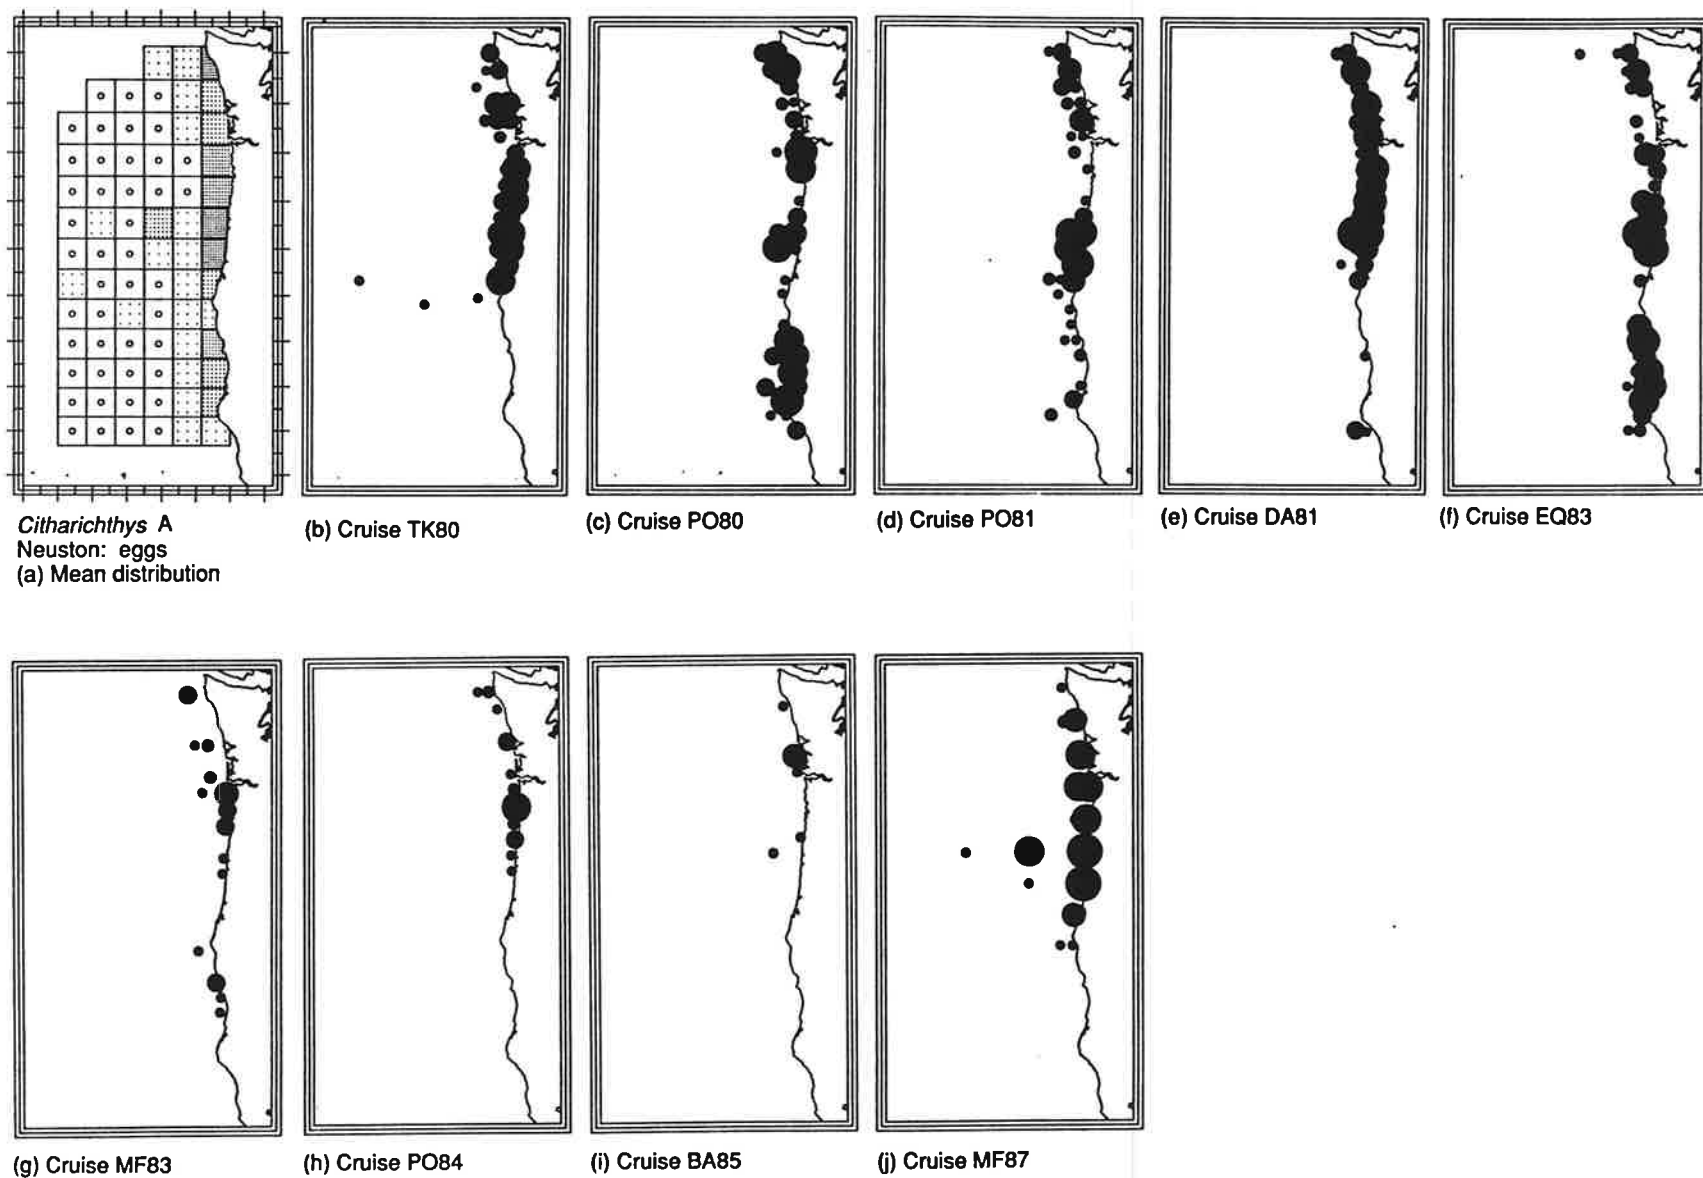 Citharichthys A
Neuston: eggs
(a) Mean distribution
(b) Cruise TK80
(c) Cruise PO80
(d) Cruise PO81
(e) Cruise DA81
(f) Cruise EQ83
(g) Cruise MF83
(h) Cruise PO84
(i) Cruise BA85
(j) Cruise MF87